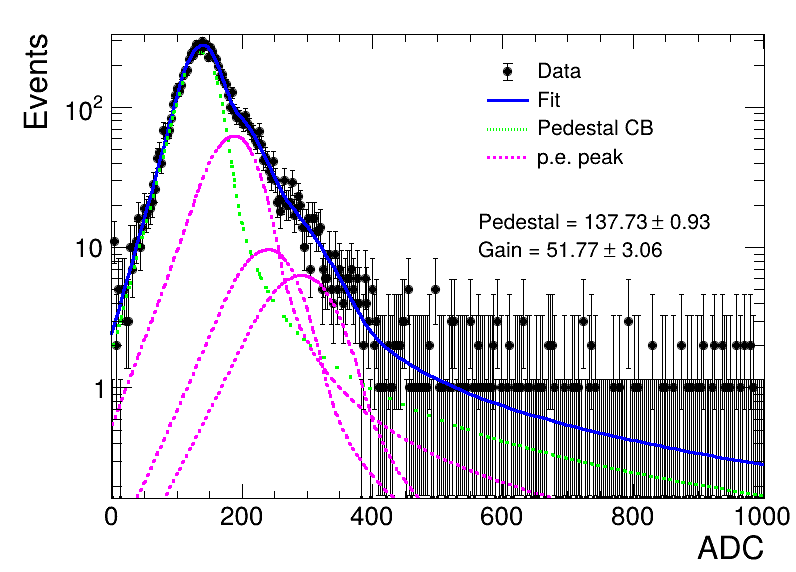 Events
Data
Fit
Pedestal CB
p.e. peak
Pedestal = 137.73 ± 0.93
Gain = 51.77 ± 3.06
10²
10
1
0 200 400 600 800 1000
ADC